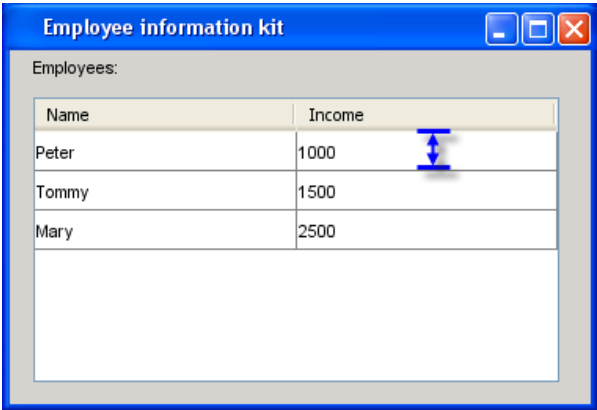 Employee information kit
Employees:
Name Income
Peter 1000
Tommy 1500
Mary 2500